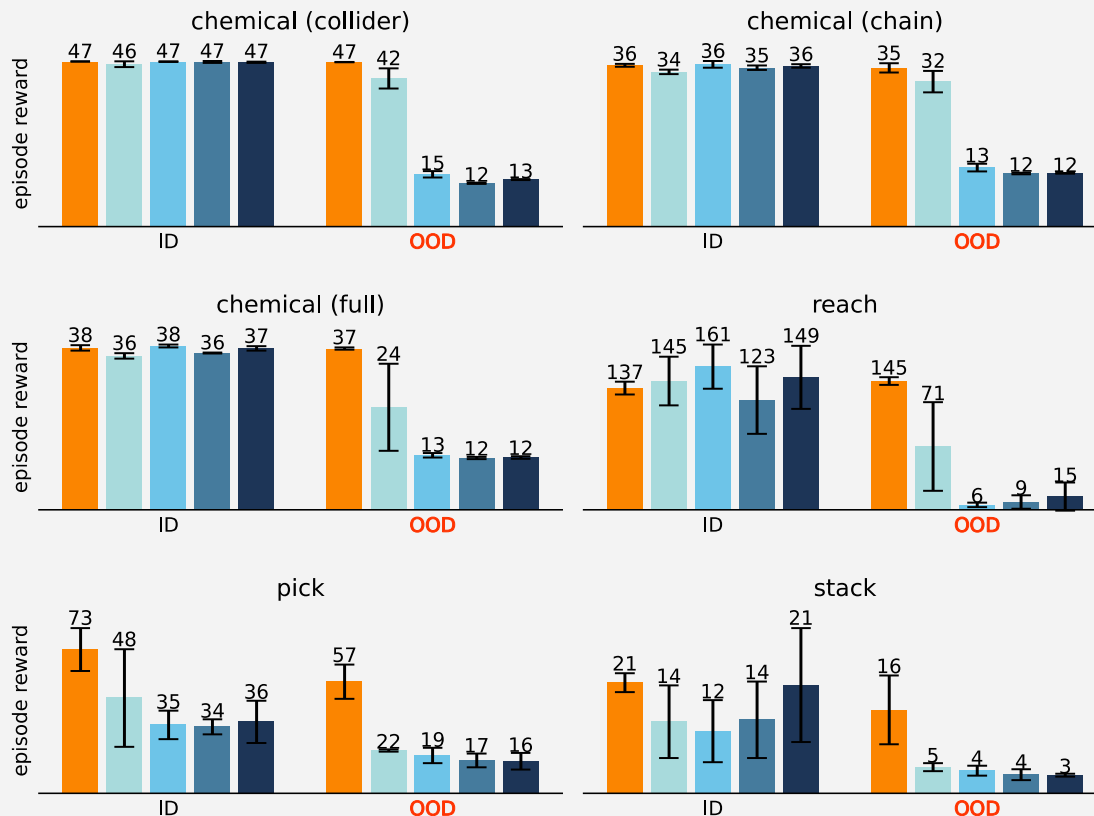 chemical (collider)
episode reward
47 46 47 47 47 47 42 15 12 13
ID OOD
chemical (chain)
36 34 36 35 36 35 32 13 12 12
ID OOD
chemical (full)
episode reward
38 36 38 36 37 37 24 13 12 12
ID OOD
reach
137 145 161 123 149 145 71 6 9 15
ID OOD
pick
episode reward
73 48 35 34 36 57 22 19 17 16
ID OOD
stack
21 14 12 14 21 16 5 4 4 3
ID OOD